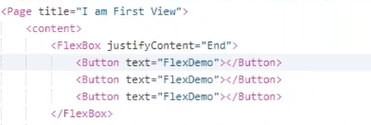 <Page title="I am First View">
<content>
<FlexBox justifyContent="End">
<Button text="FlexDemo"></Button>
<Button text="FlexDemo"></Button>
<Button text="FlexDemo"></Button>
</FlexBox>